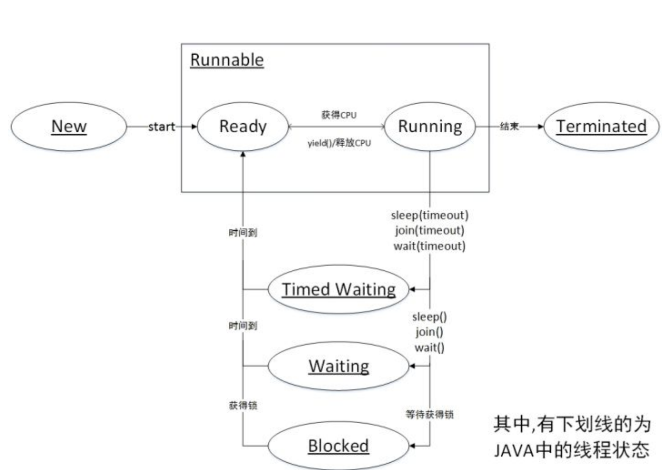 Runnable
New
start
Ready
获得CPU
yield()/释放CPU
Running
结束
Terminated
sleep(timeout)
join(timeout)
wait(timeout)
时间到
Timed Waiting
sleep()
join()
wait()
时间到
Waiting
获得锁
等待获得锁
Blocked
其中,有下划线的为
JAVA中的线程状态